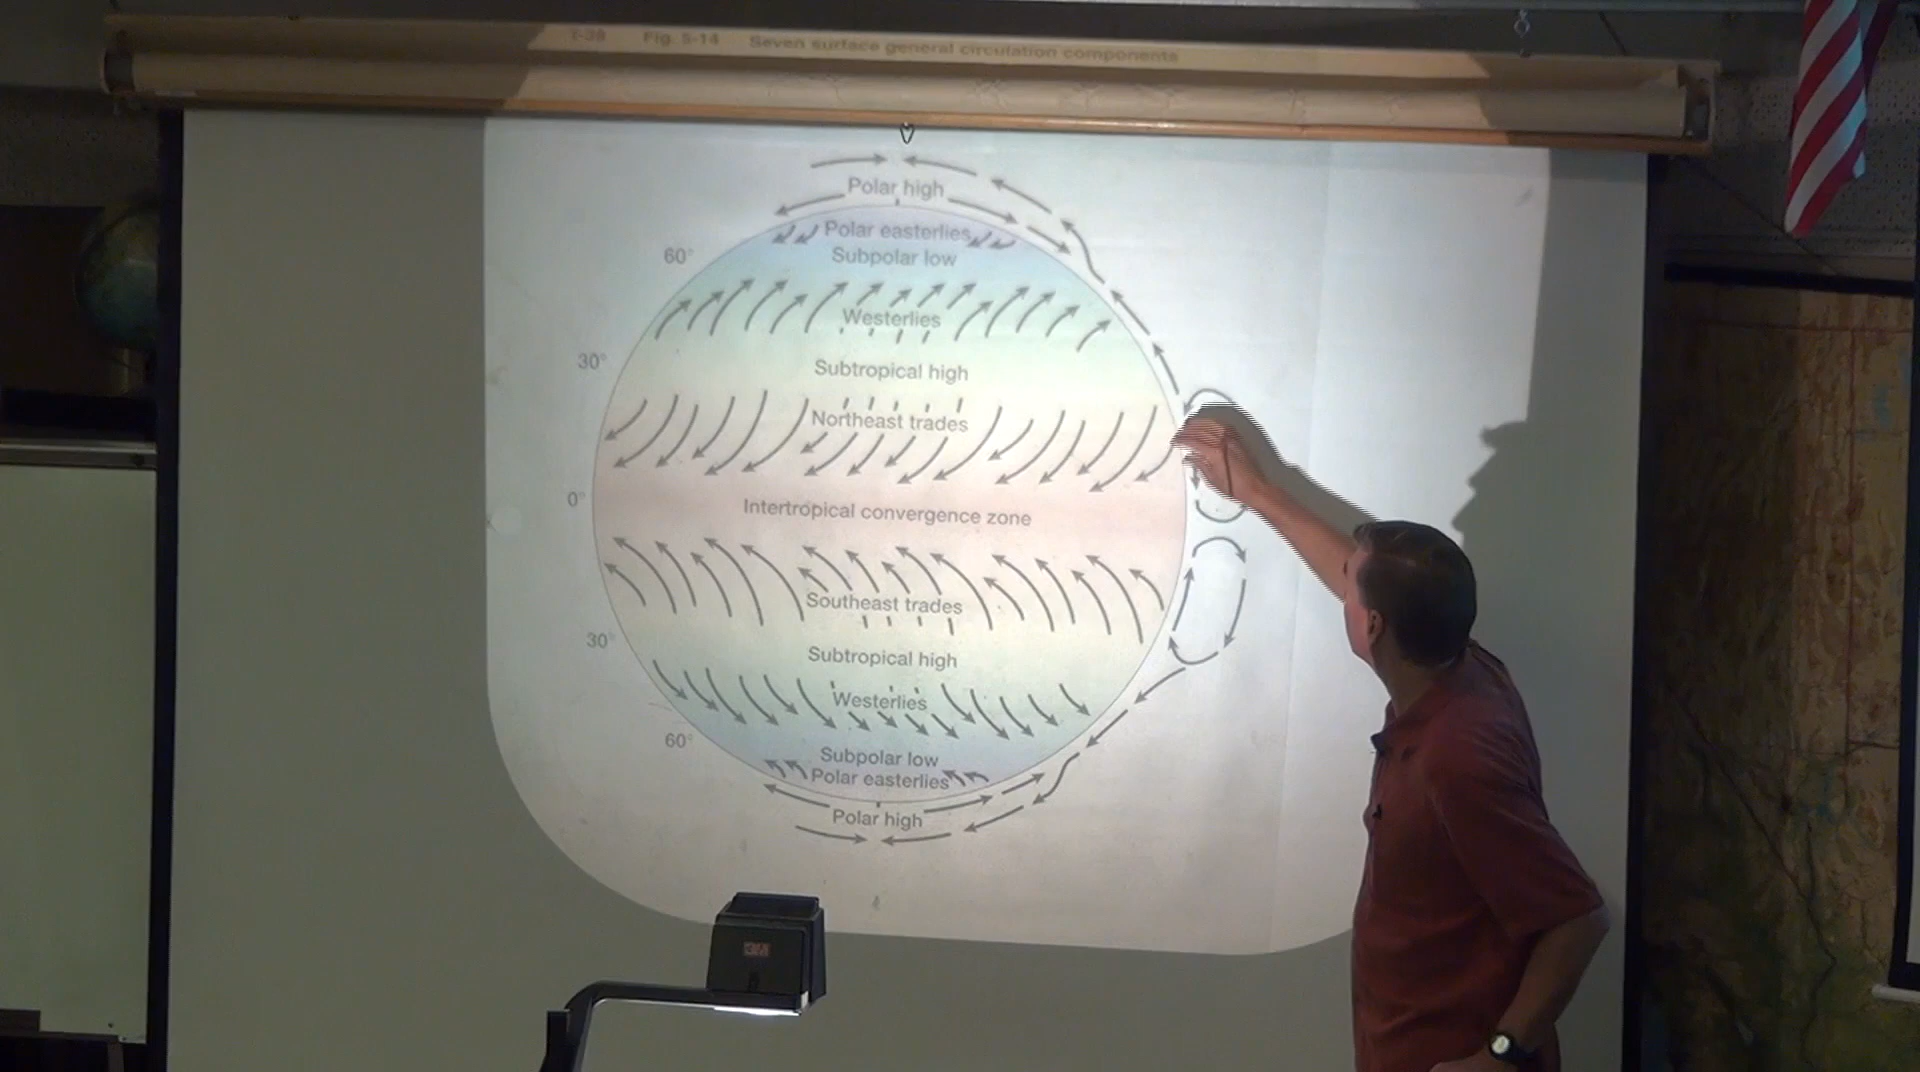 T-38 Fig. 5-14 Seven surface general circulation components
Polar high
Polar easterlies
60°
Subpolar low
Westerlies
30°
Subtropical high
Northeast trades
0°
Intertropical convergence zone
Southeast trades
30°
Subtropical high
Westerlies
60°
Subpolar low
Polar easterlies
Polar high
3M